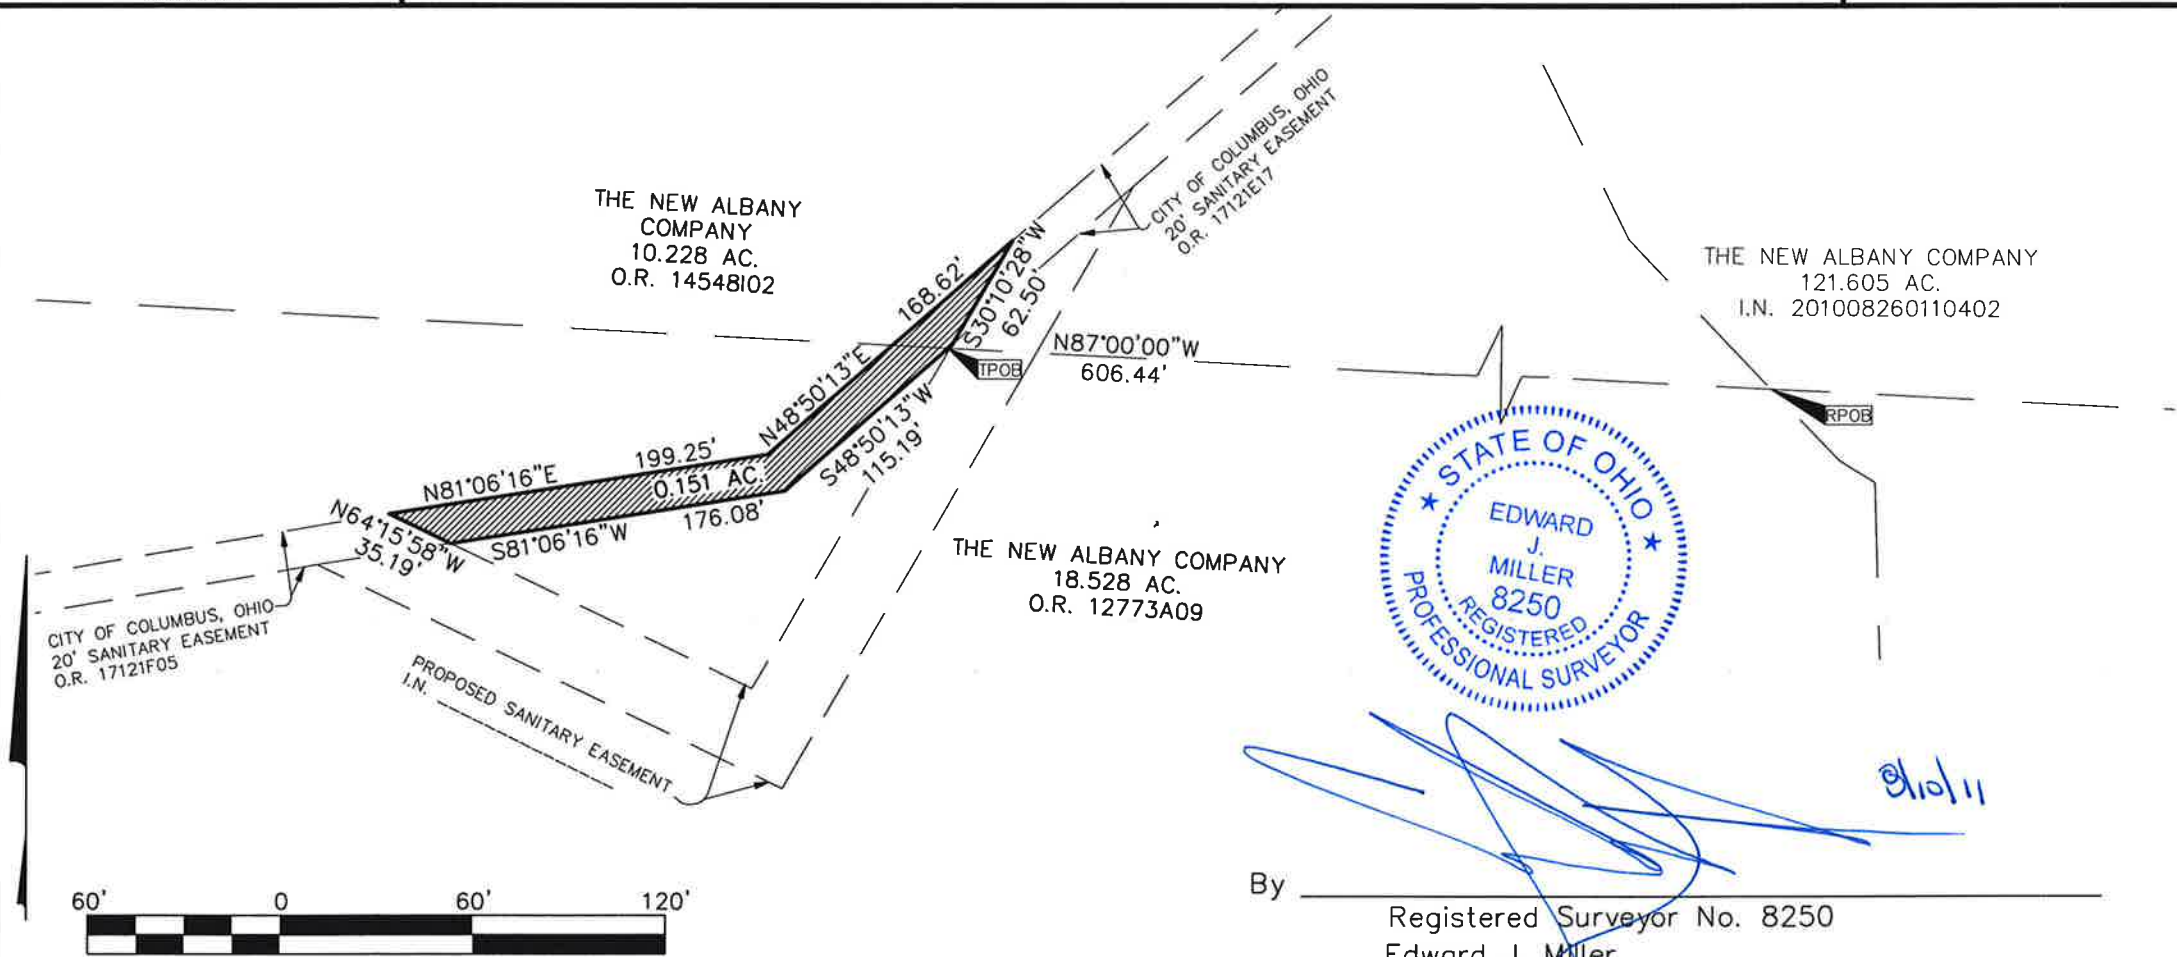 THE NEW ALBANY
COMPANY
10.228 AC.
O.R. 14548I02
CITY OF COLUMBUS, OHIO
20' SANITARY EASEMENT
O.R. 17121E17
THE NEW ALBANY COMPANY
121.605 AC.
I.N. 201008260110402
168.62'
N48°50'13"E
S30°10'28"W
62.50'
TPOB
N87°00'00"W
606.44'
RPOB
S48°50'13"W
115.19'
199.25'
N81°06'16"E
0.151 AC.
176.08'
S81°06'16"W
N64°15'58"W
35.19'
CITY OF COLUMBUS, OHIO
20' SANITARY EASEMENT
O.R. 17121F05
PROPOSED SANITARY EASEMENT
I.N.
THE NEW ALBANY COMPANY
18.528 AC.
O.R. 12773A09
★ STATE OF OHIO ★
EDWARD
J.
MILLER
8250
REGISTERED
PROFESSIONAL SURVEYOR
60' 0 60' 120'
By
Registered Surveyor No. 8250
Edward J. Miller